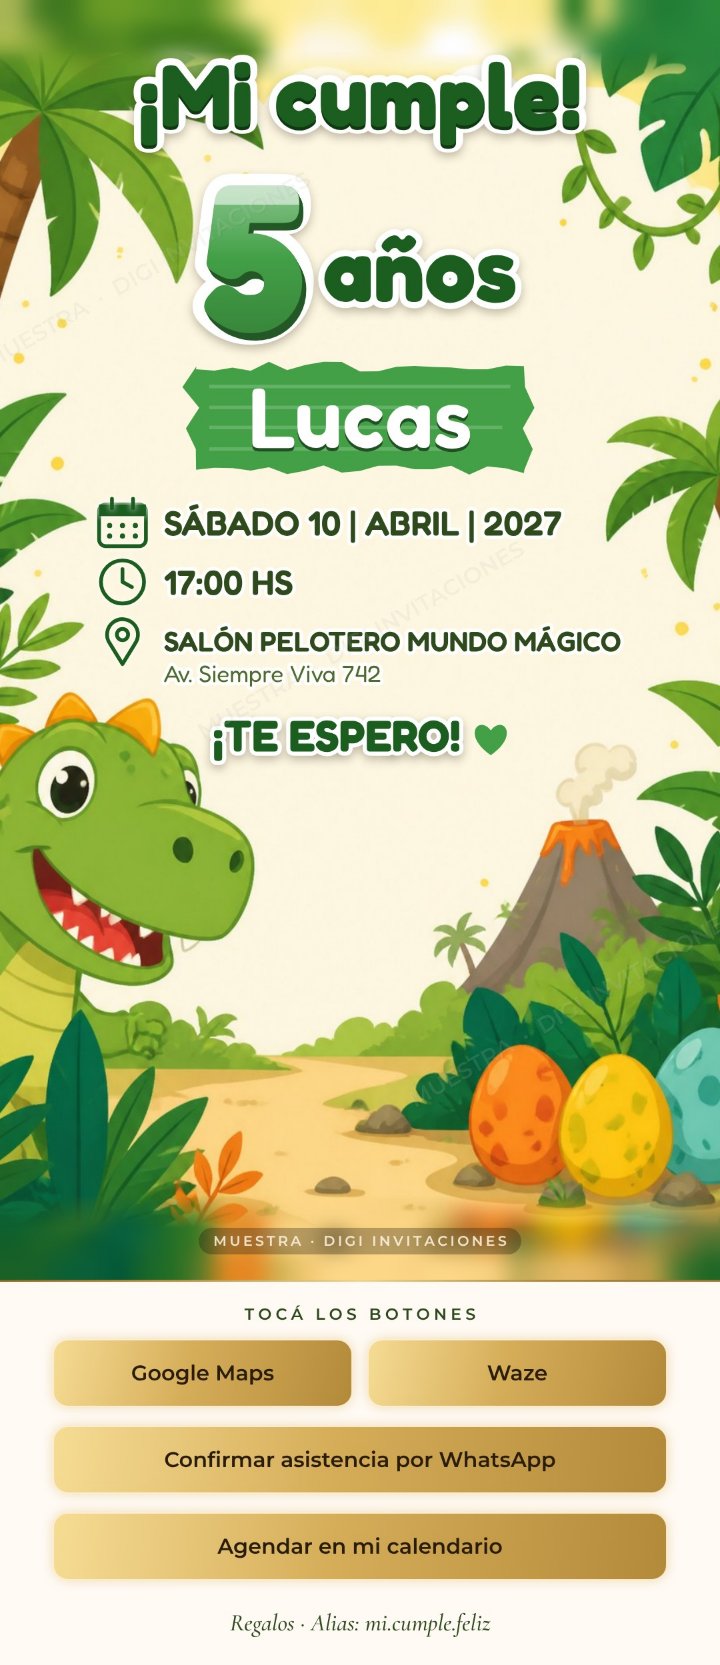 ¡Mi cumple!
5 años
Lucas
SÁBADO 10 | ABRIL | 2027
17:00 HS
SALÓN PELOTERO MUNDO MÁGICO
Av. Siempre Viva 742
¡TE ESPERO!
MUESTRA · DIGI INVITACIONES
TOCÁ LOS BOTONES
Google Maps
Waze
Confirmar asistencia por WhatsApp
Agendar en mi calendario
Regalos · Alias: mi.cumple.feliz